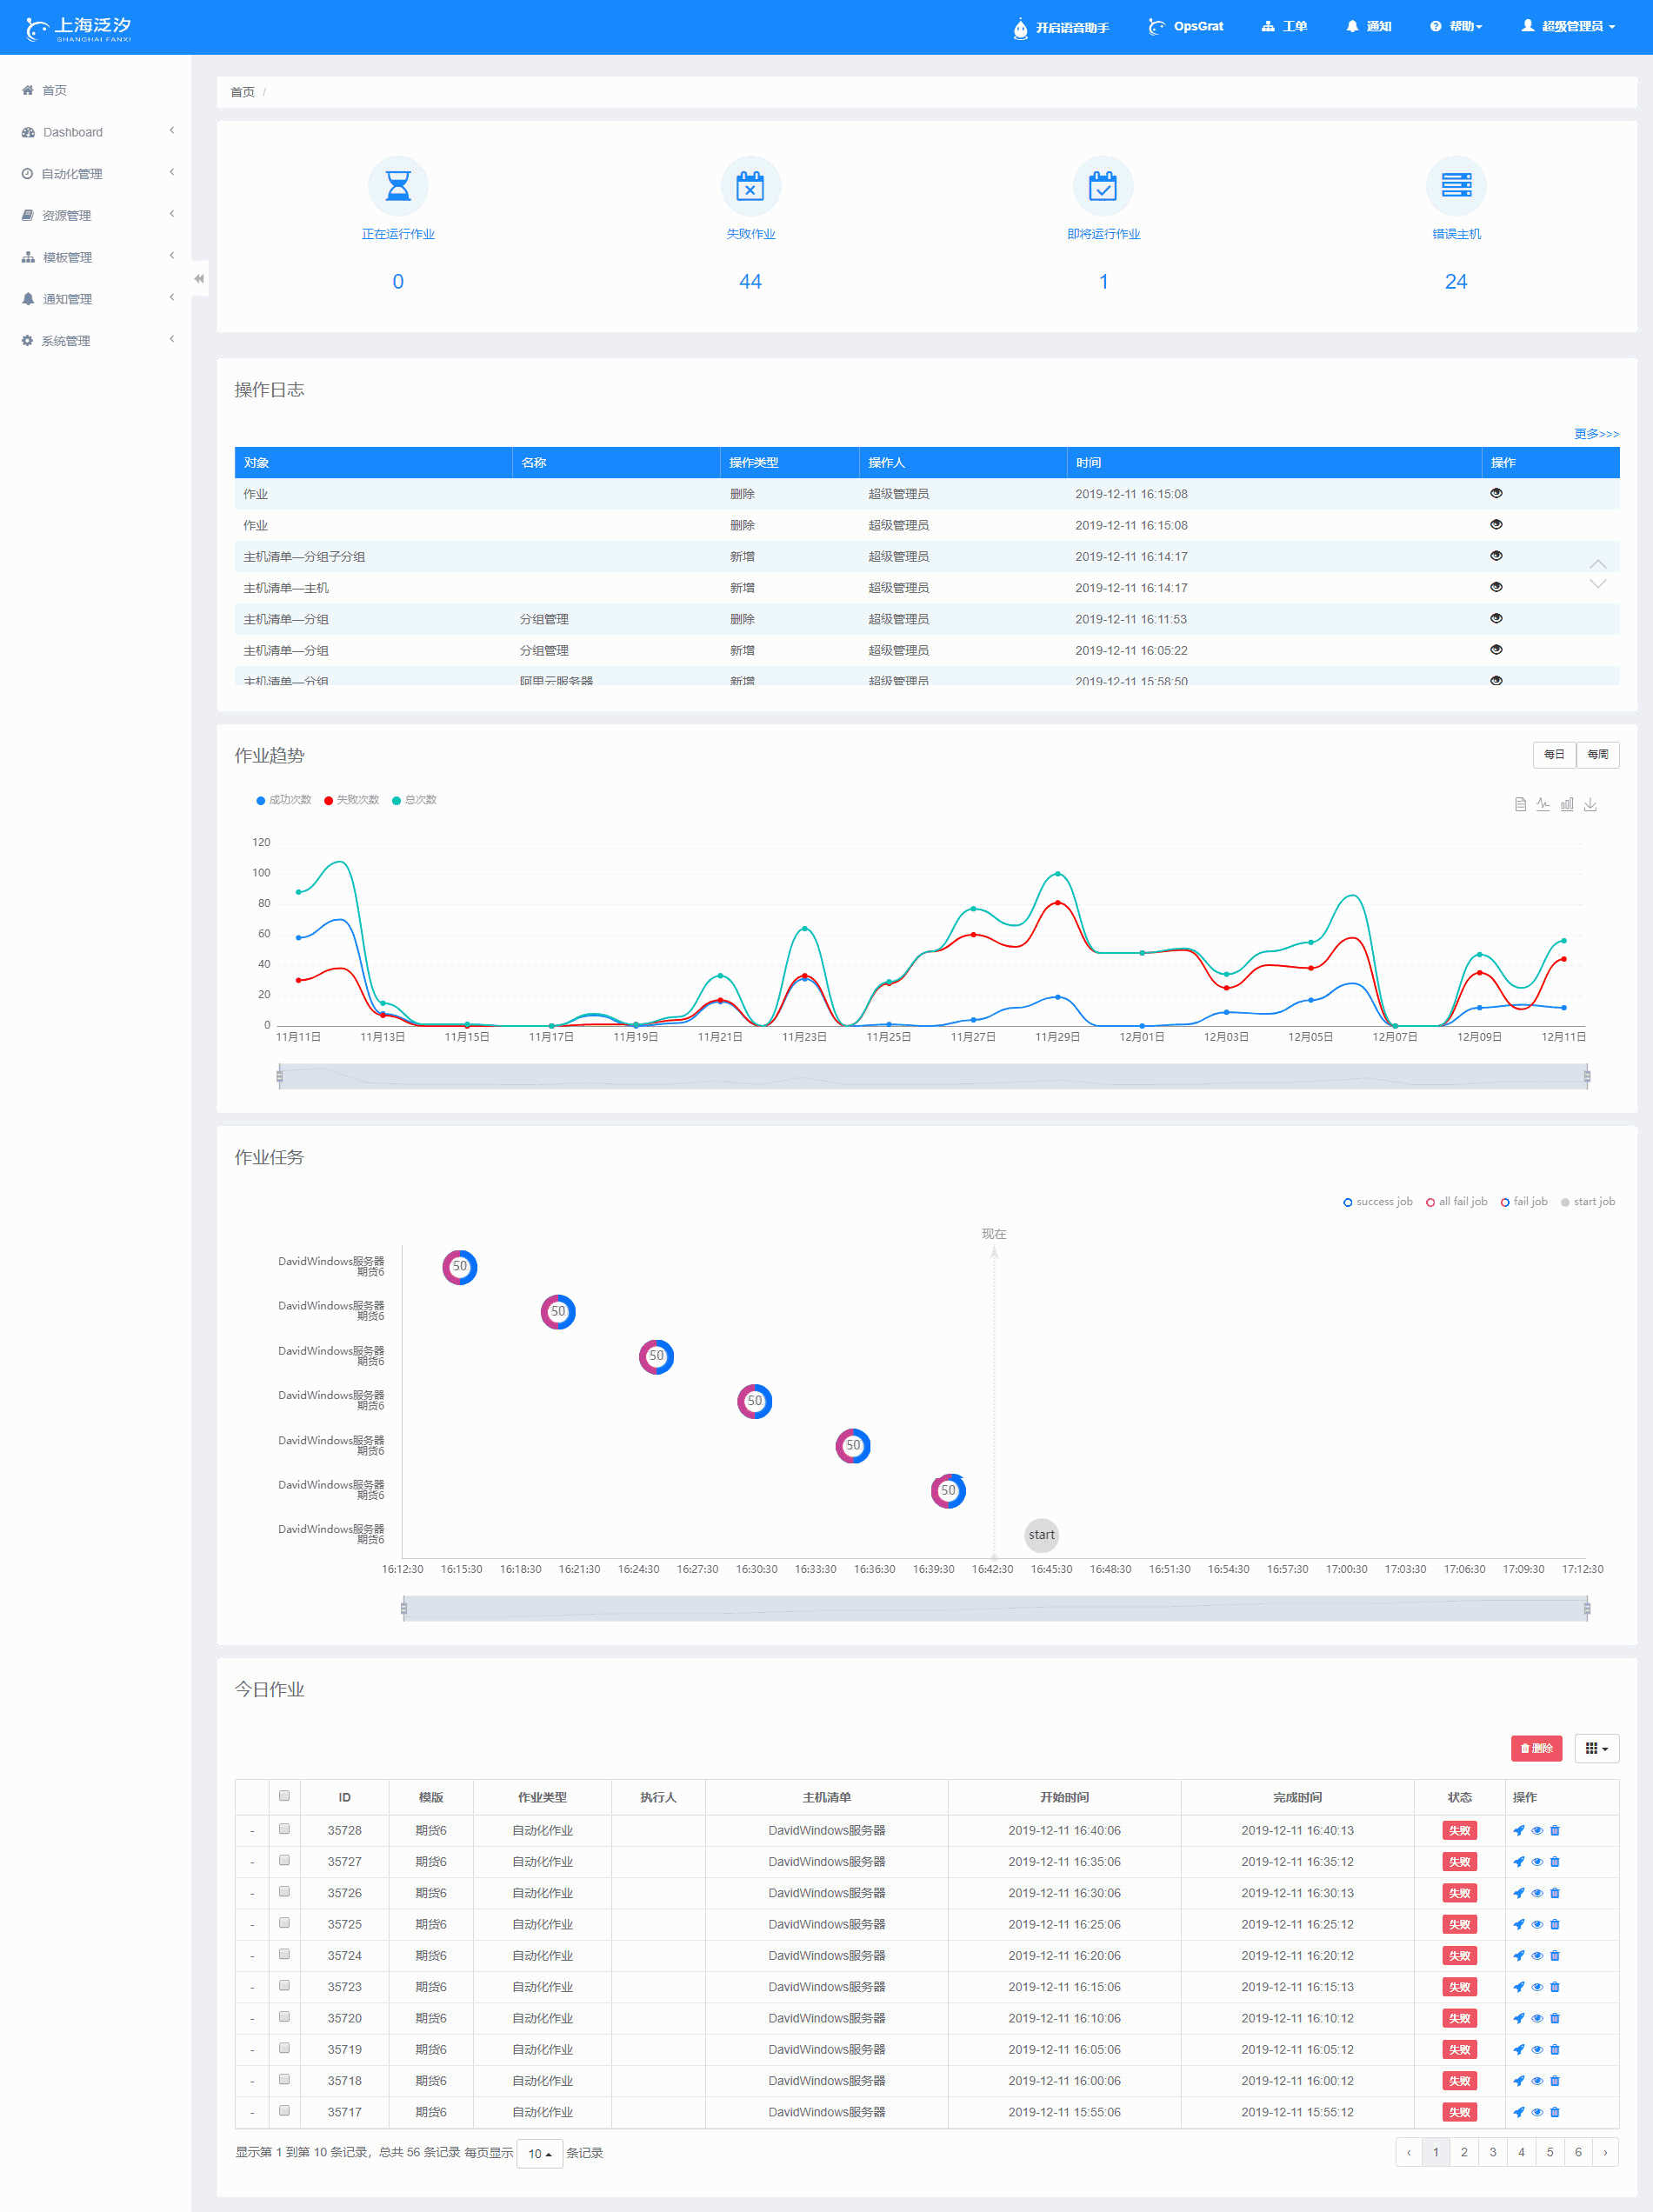 上海泛汐
SHANGHAI FANXI
开启语音助手 OpsGrat 工单 通知 帮助 超级管理员
首页
Dashboard
自动化管理
资源管理
模板管理
通知管理
系统管理
首页 /
正在运行作业 失败作业 即将运行作业 错误主机
0 44 1 24
操作日志
更多>>>
对象 名称 操作类型 操作人 时间 操作
作业 删除 超级管理员 2019-12-11 16:15:08
作业 删除 超级管理员 2019-12-11 16:15:08
主机清单—分组子分组 新增 超级管理员 2019-12-11 16:14:17
主机清单—主机 新增 超级管理员 2019-12-11 16:14:17
主机清单—分组 分组管理 删除 超级管理员 2019-12-11 16:11:53
主机清单—分组 分组管理 新增 超级管理员 2019-12-11 16:05:22
主机清单—分组 阿里云服务器 新增 超级管理员 2019-12-11 15:58:50
作业趋势
每日 每周
成功次数 失败次数 总次数
120
100
80
60
40
20
0
11月11日 11月13日 11月15日 11月17日 11月19日 11月21日 11月23日 11月25日 11月27日 11月29日 12月01日 12月03日 12月05日 12月07日 12月09日 12月11日
作业任务
success job all fail job fail job start job
现在
DavidWindows服务器
期货6
50
DavidWindows服务器
期货6
50
DavidWindows服务器
期货6
50
DavidWindows服务器
期货6
50
DavidWindows服务器
期货6
50
DavidWindows服务器
期货6
50
DavidWindows服务器
期货6
start
16:12:30 16:15:30 16:18:30 16:21:30 16:24:30 16:27:30 16:30:30 16:33:30 16:36:30 16:39:30 16:42:30 16:45:30 16:48:30 16:51:30 16:54:30 16:57:30 17:00:30 17:03:30 17:06:30 17:09:30 17:12:30
今日作业
删除
ID 模版 作业类型 执行人 主机清单 开始时间 完成时间 状态 操作
- 35728 期货6 自动化作业 DavidWindows服务器 2019-12-11 16:40:06 2019-12-11 16:40:13 失败
- 35727 期货6 自动化作业 DavidWindows服务器 2019-12-11 16:35:06 2019-12-11 16:35:12 失败
- 35726 期货6 自动化作业 DavidWindows服务器 2019-12-11 16:30:06 2019-12-11 16:30:13 失败
- 35725 期货6 自动化作业 DavidWindows服务器 2019-12-11 16:25:06 2019-12-11 16:25:12 失败
- 35724 期货6 自动化作业 DavidWindows服务器 2019-12-11 16:20:06 2019-12-11 16:20:12 失败
- 35723 期货6 自动化作业 DavidWindows服务器 2019-12-11 16:15:06 2019-12-11 16:15:13 失败
- 35720 期货6 自动化作业 DavidWindows服务器 2019-12-11 16:10:06 2019-12-11 16:10:12 失败
- 35719 期货6 自动化作业 DavidWindows服务器 2019-12-11 16:05:06 2019-12-11 16:05:12 失败
- 35718 期货6 自动化作业 DavidWindows服务器 2019-12-11 16:00:06 2019-12-11 16:00:12 失败
- 35717 期货6 自动化作业 DavidWindows服务器 2019-12-11 15:55:06 2019-12-11 15:55:12 失败
显示第 1 到第 10 条记录，总共 56 条记录 每页显示 10 条记录
‹ 1 2 3 4 5 6 ›